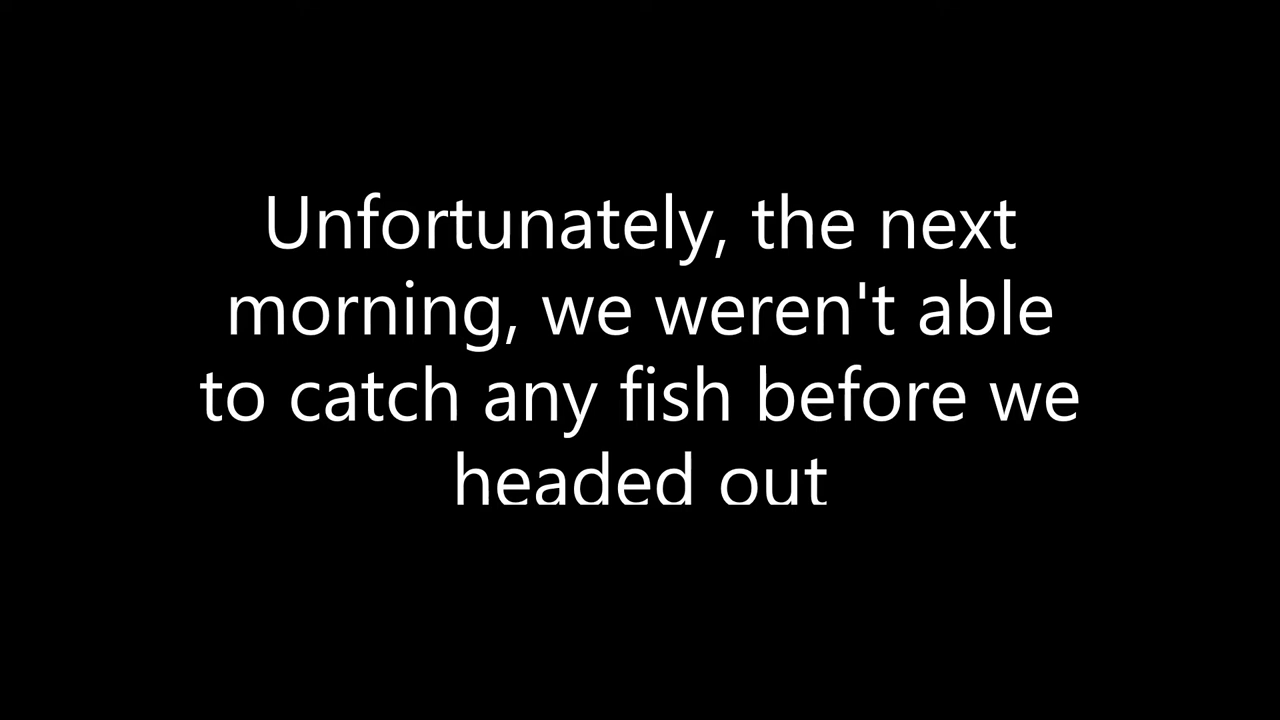 Unfortunately, the next
morning, we weren't able
to catch any fish before we
headed out